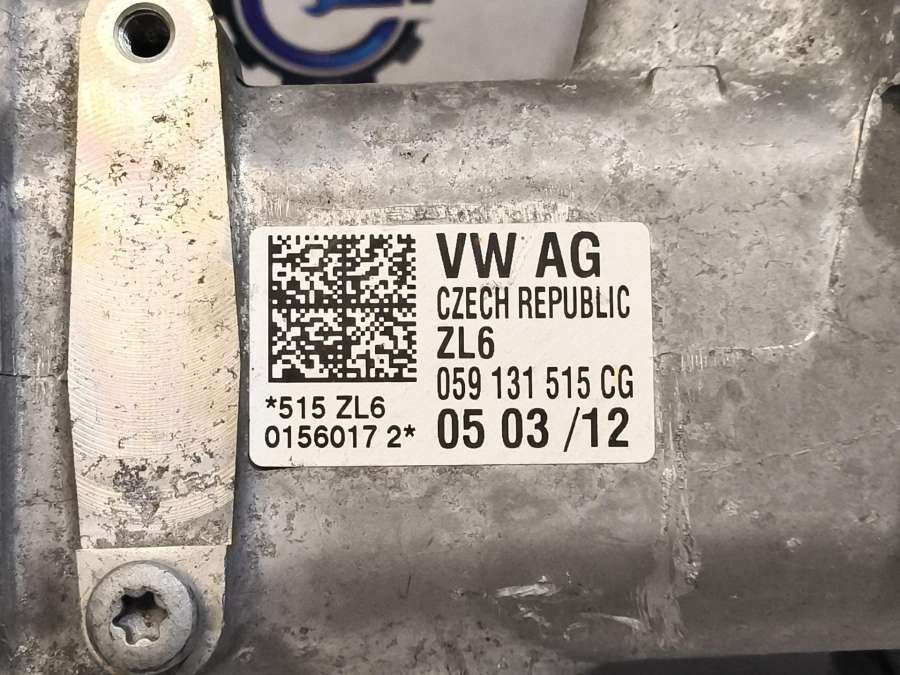 VW AG
CZECH REPUBLIC
ZL6
059 131 515 CG
05 03 /12
*515 ZL6
0156017 2*